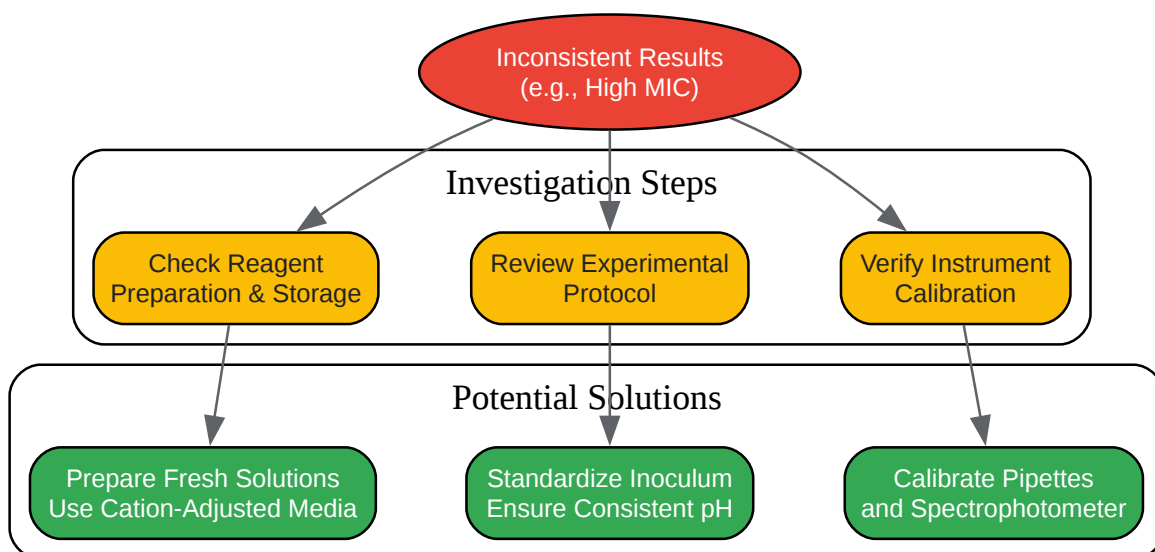 Inconsistent Results
(e.g., High MIC)
Investigation Steps
Check Reagent
Preparation & Storage
Review Experimental
Protocol
Verify Instrument
Calibration
Potential Solutions
Prepare Fresh Solutions
Use Cation-Adjusted Media
Standardize Inoculum
Ensure Consistent pH
Calibrate Pipettes
and Spectrophotometer